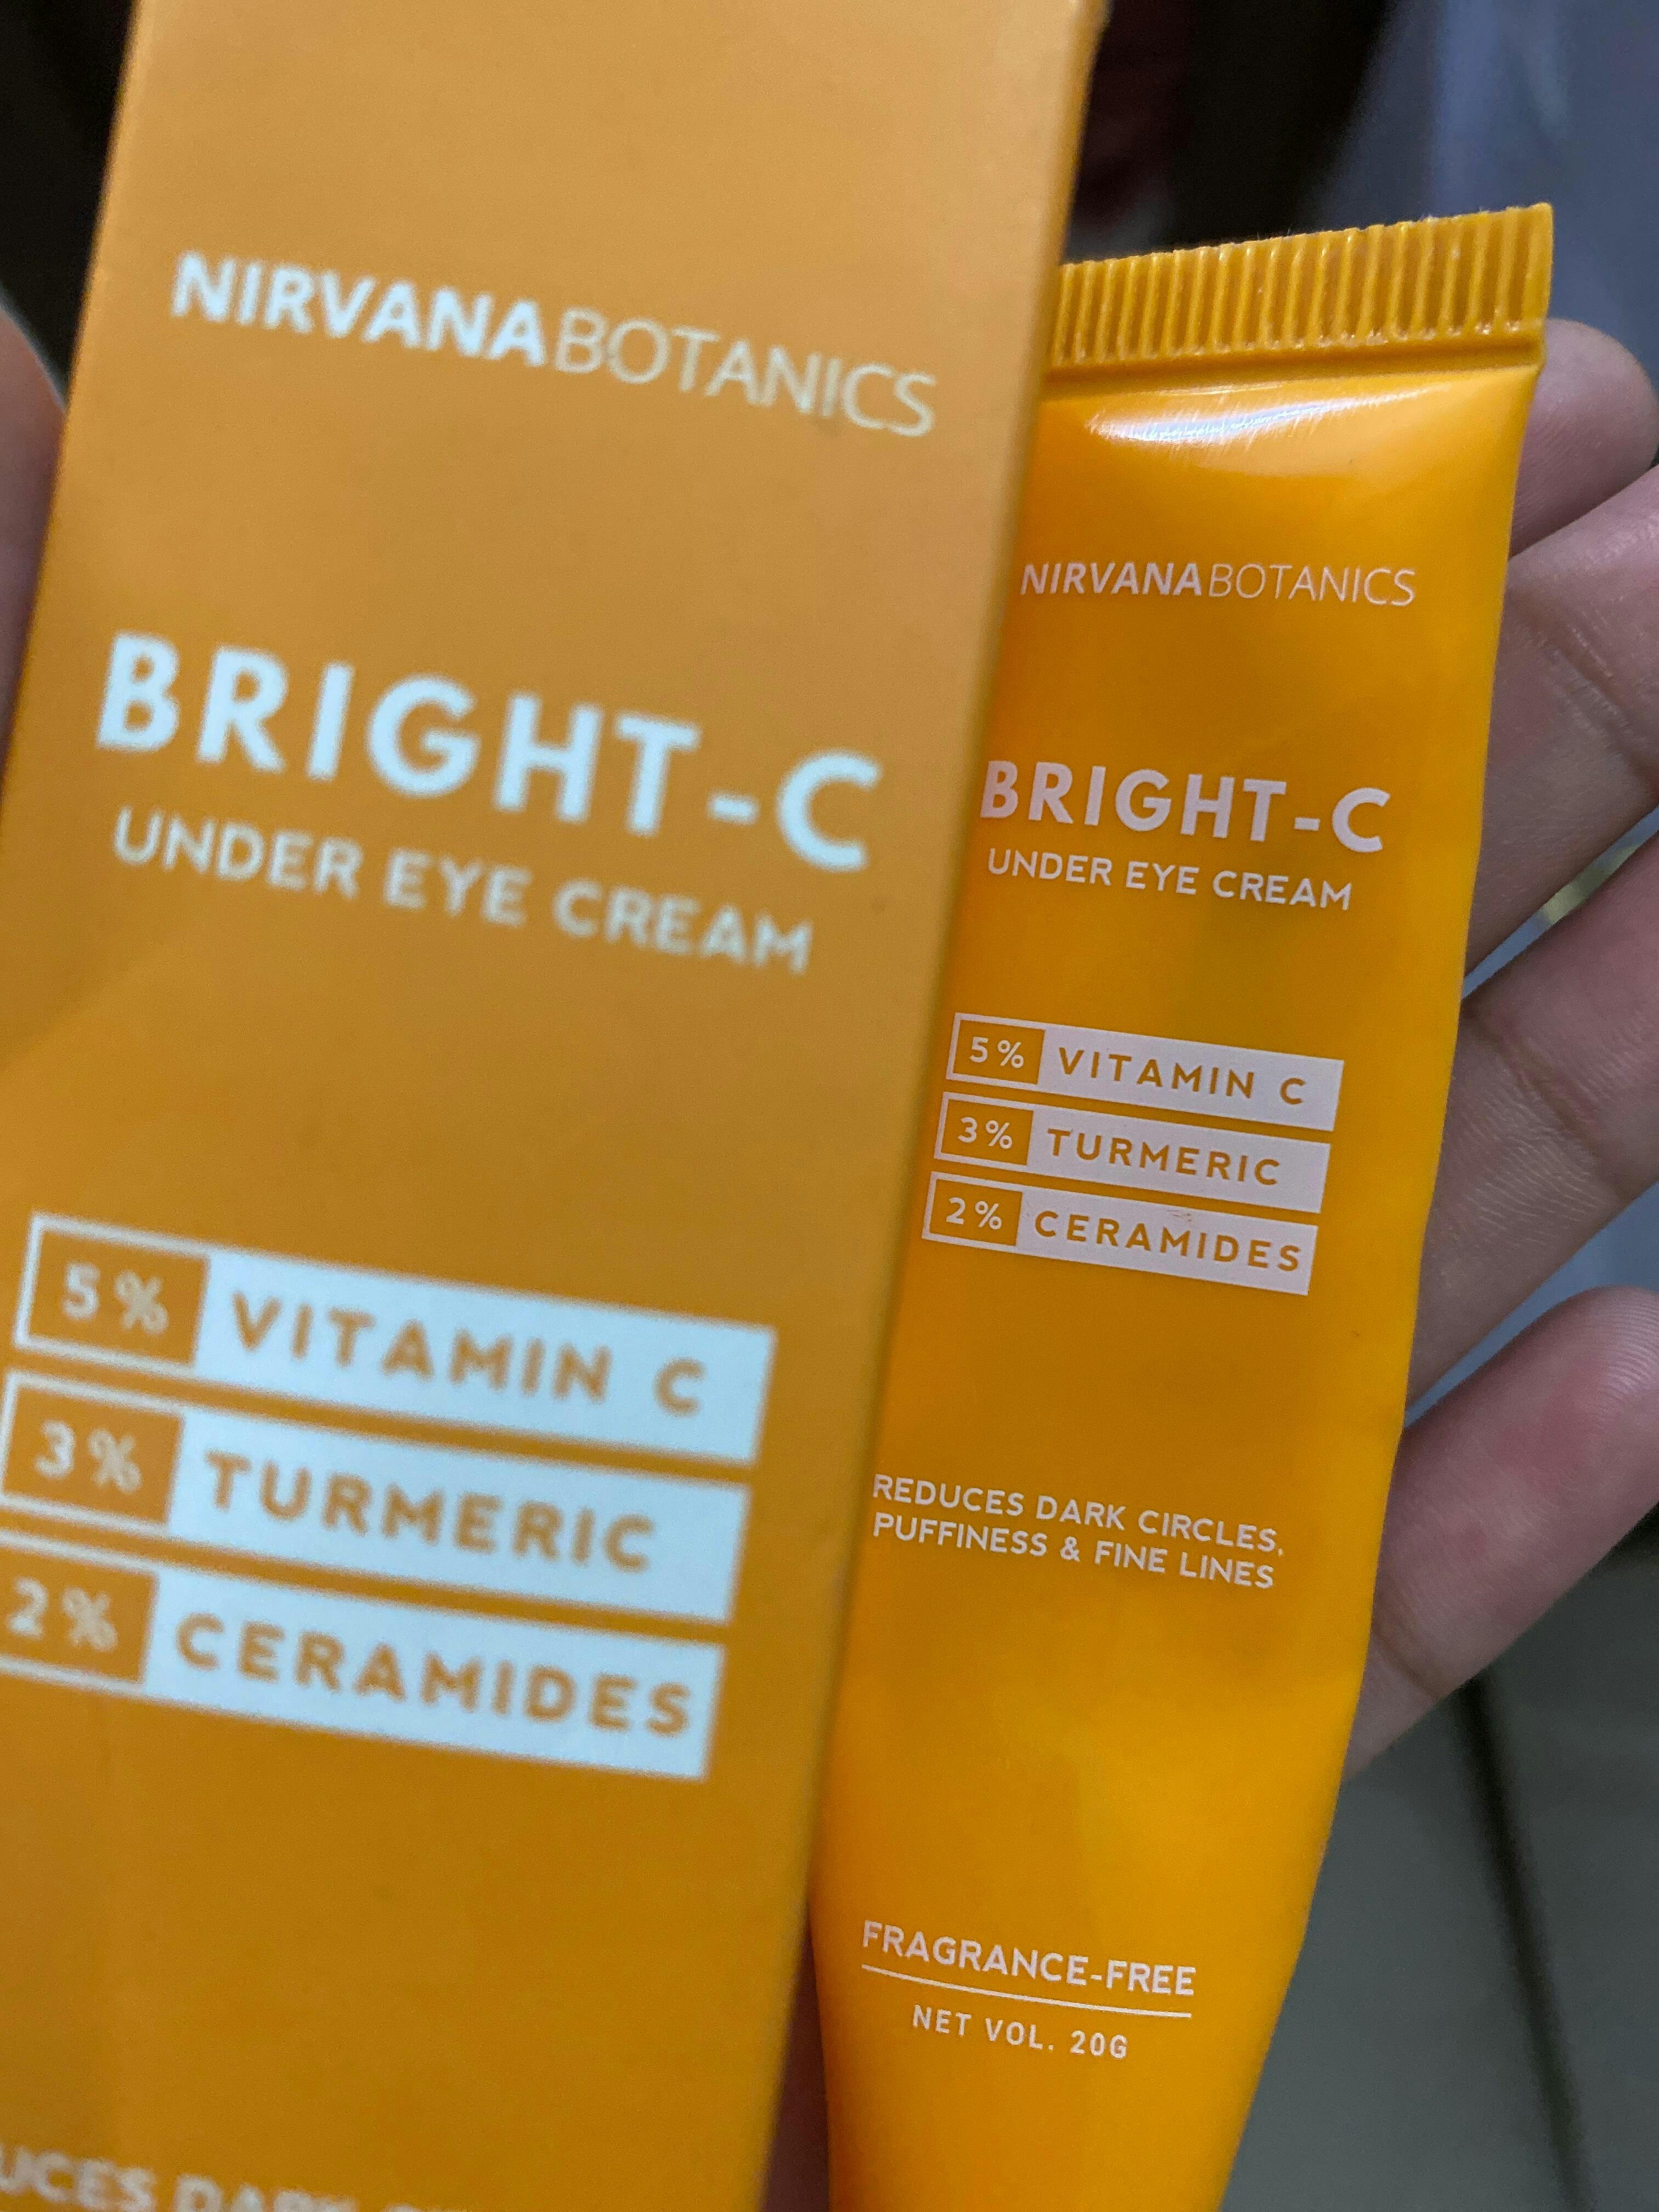 NIRVANABOTANICS
BRIGHT-C
UNDER EYE CREAM
5% VITAMIN C
3% TURMERIC
2% CERAMIDES
NIRVANABOTANICS
BRIGHT-C
UNDER EYE CREAM
5% VITAMIN C
3% TURMERIC
2% CERAMIDES
REDUCES DARK CIRCLES,
PUFFINESS & FINE LINES
FRAGRANCE-FREE
NET VOL. 20G